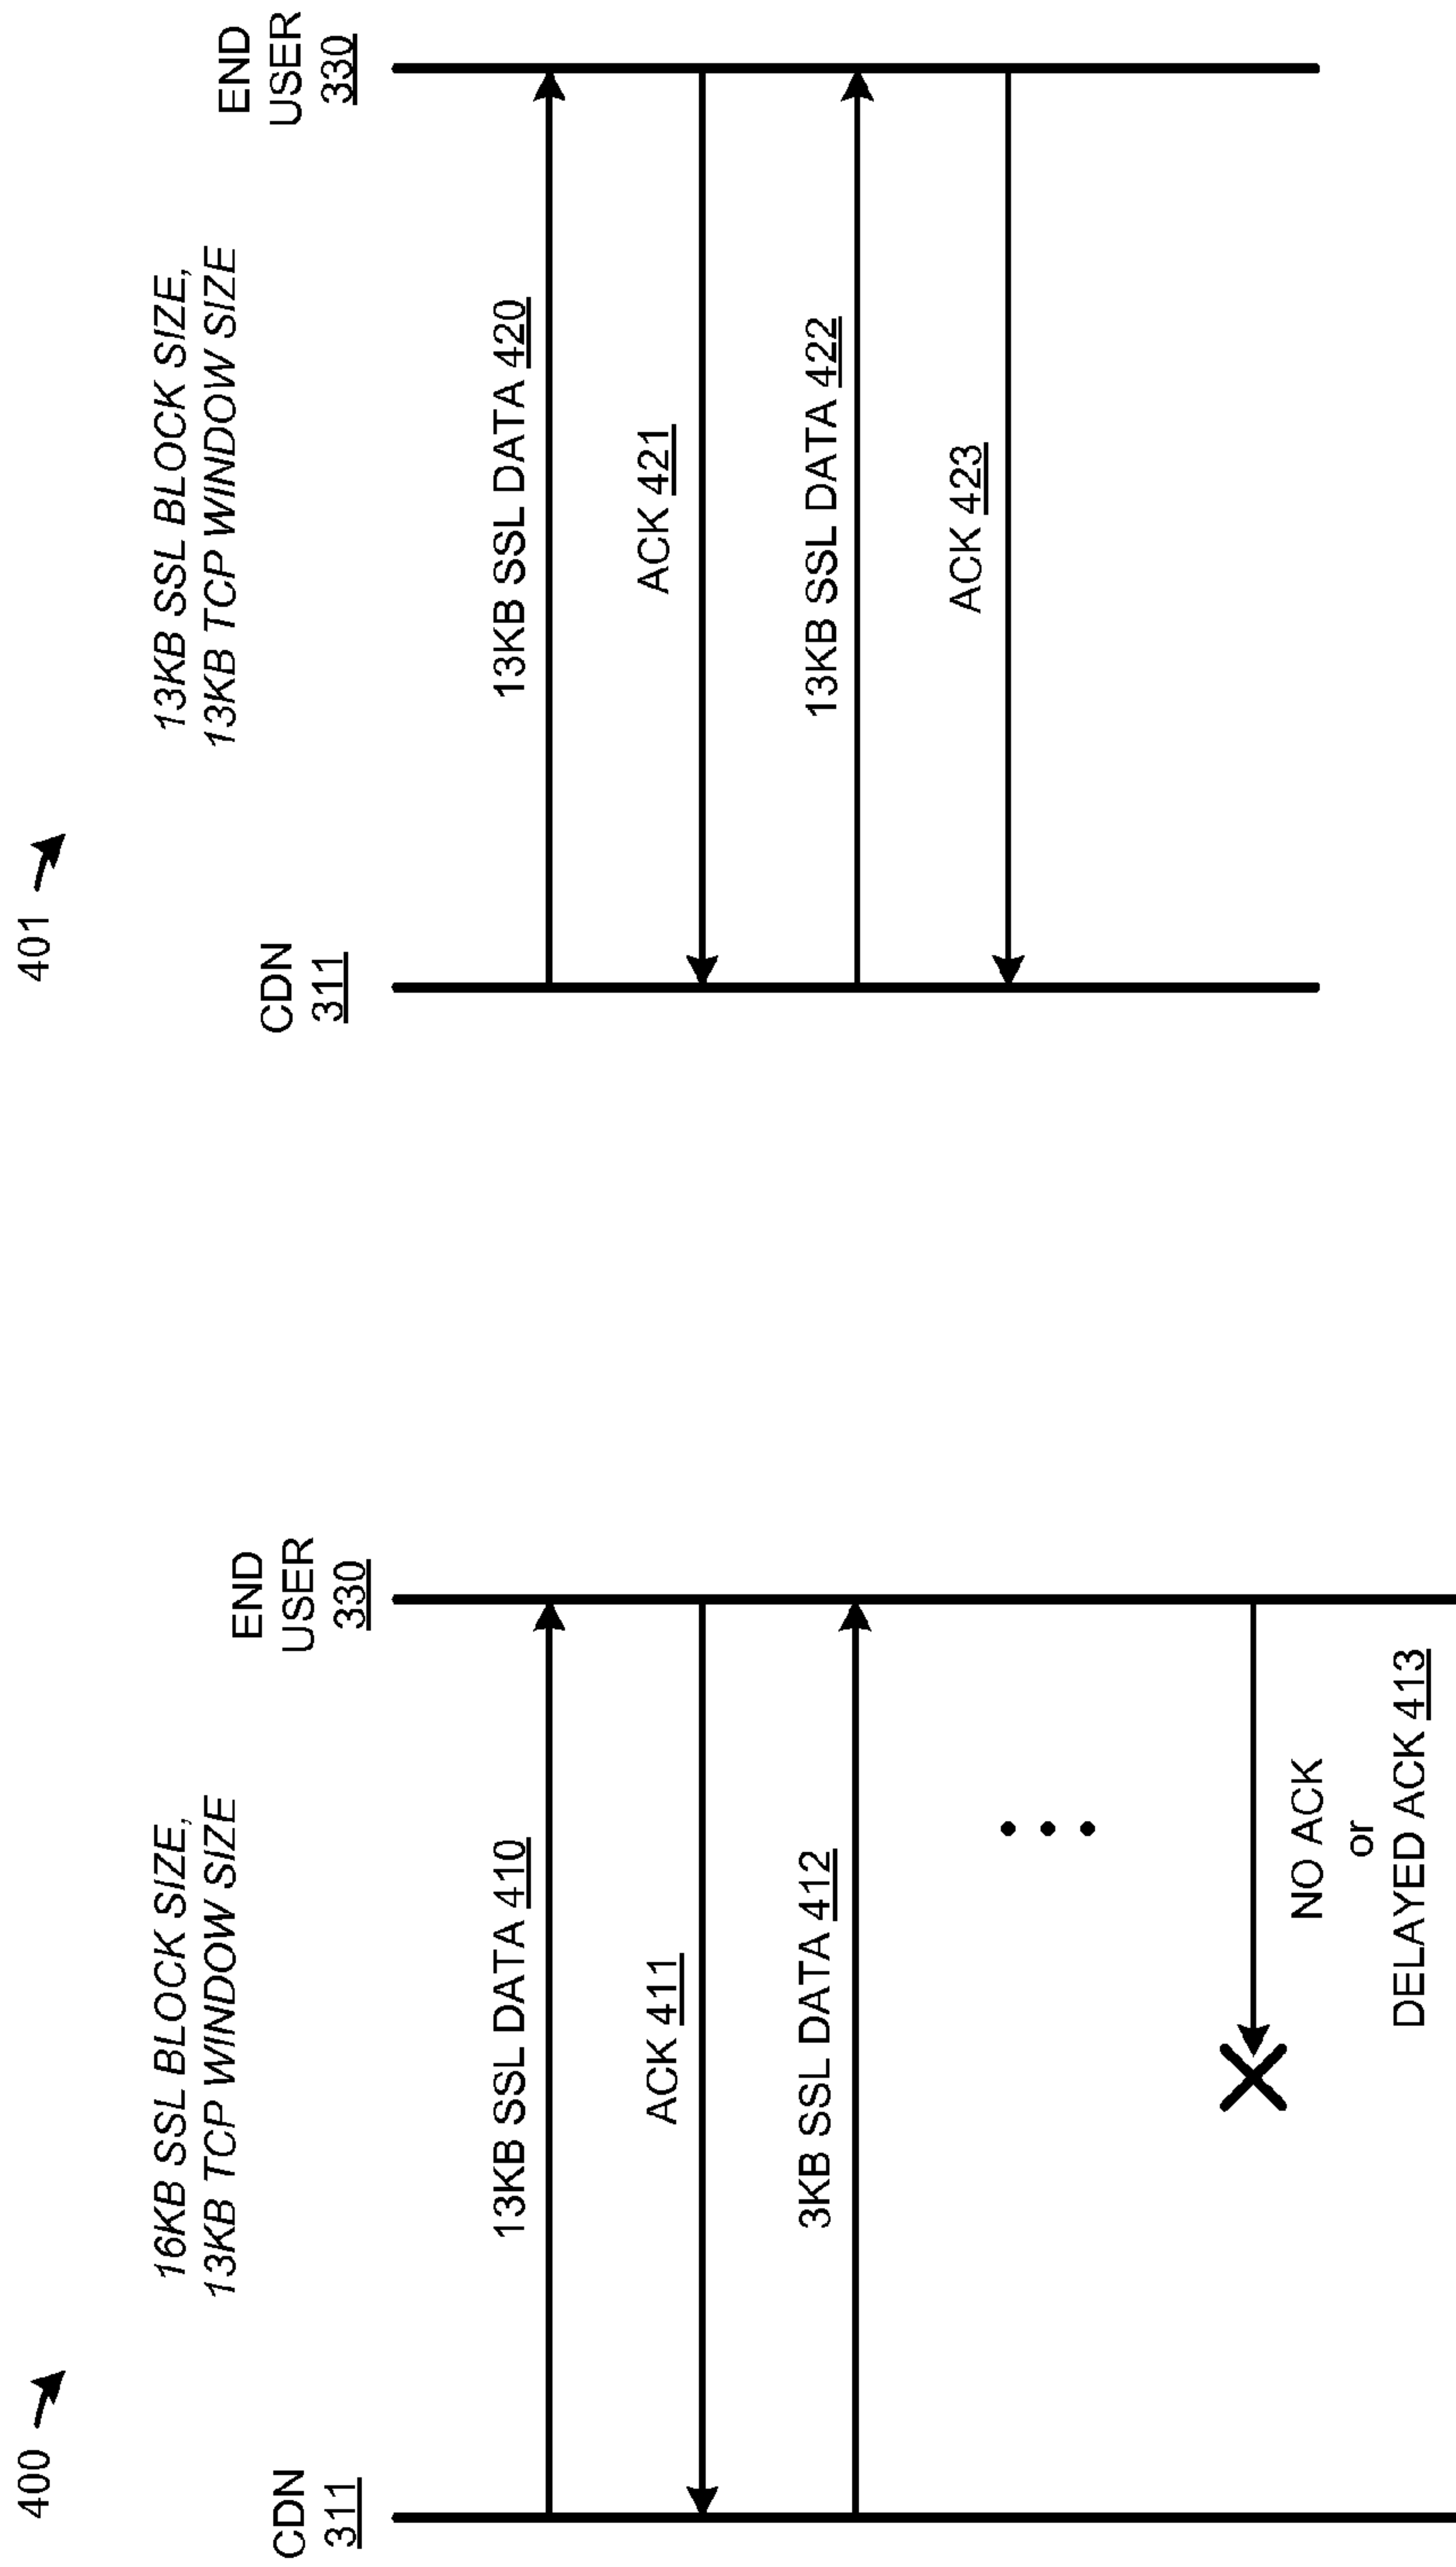 400
16KB SSL BLOCK SIZE,
13KB TCP WINDOW SIZE
CDN
311
END
USER
330
13KB SSL DATA 410
ACK 411
3KB SSL DATA 412
NO ACK
or
DELAYED ACK 413
401
13KB SSL BLOCK SIZE,
13KB TCP WINDOW SIZE
CDN
311
END
USER
330
13KB SSL DATA 420
ACK 421
13KB SSL DATA 422
ACK 423